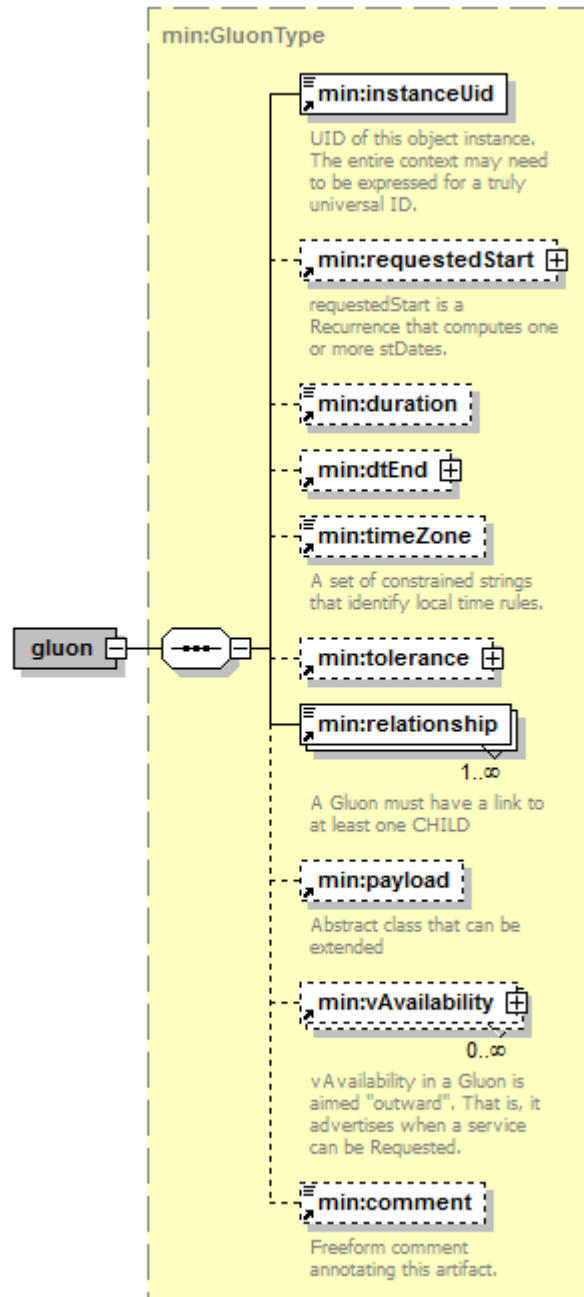 min:GluonType
min:instanceUid
UID of this object instance.
The entire context may need
to be expressed for a truly
universal ID.
min:requestedStart
requestedStart is a
Recurrence that computes one
or more stDates.
min:duration
min:dtEnd
min:timeZone
A set of constrained strings
that identify local time rules.
gluon
min:tolerance
min:relationship
1..∞
A Gluon must have a link to
at least one CHILD
min:payload
Abstract class that can be
extended
min:vAvailability
0..∞
vAvailability in a Gluon is
aimed "outward". That is, it
advertises when a service
can be Requested.
min:comment
Freeform comment
annotating this artifact.